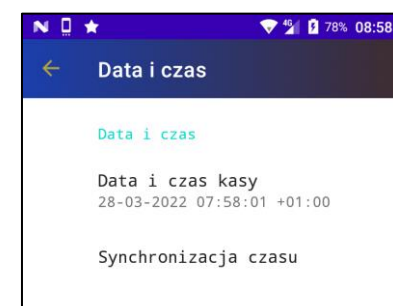 4G 78% 08:58
Data i czas
Data i czas
Data i czas kasy
28-03-2022 07:58:01 +01:00
Synchronizacja czasu